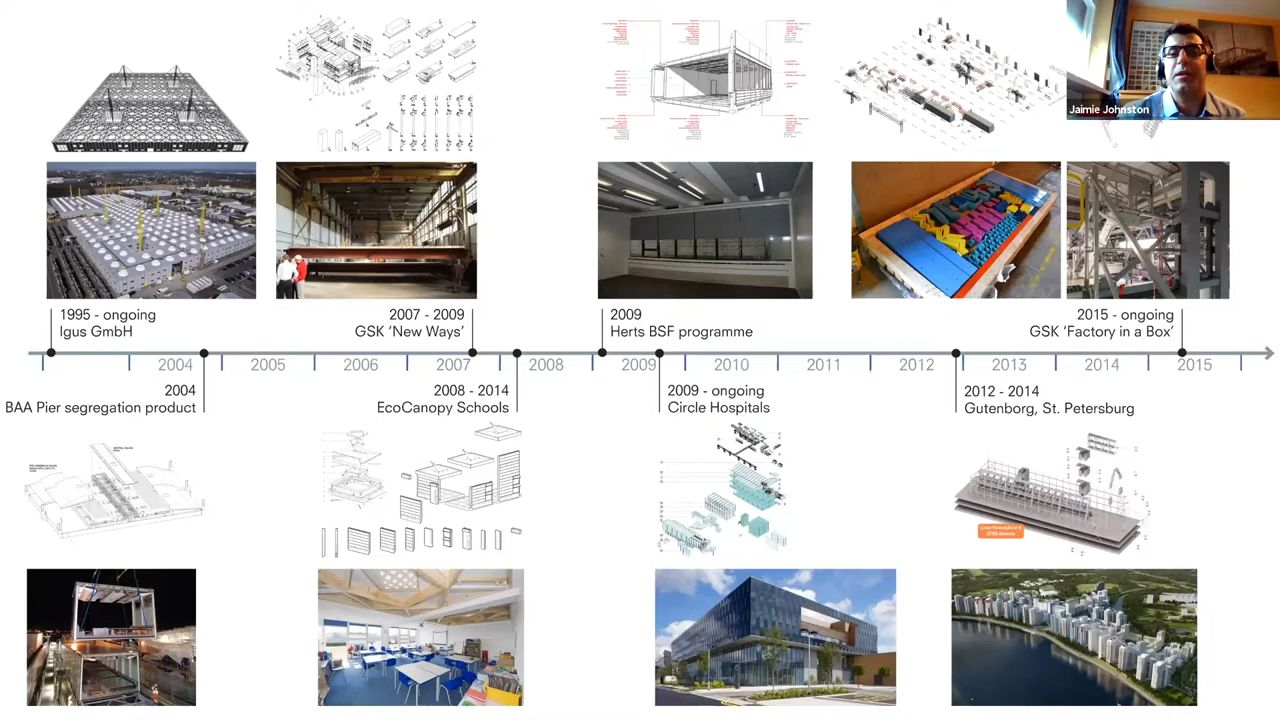 Jaimie Johnston
1995 - ongoing
Igus GmbH
2007 - 2009
GSK 'New Ways'
2009
Herts BSF programme
2015 - ongoing
GSK 'Factory in a Box'
2004
2005
2006
2007
2008
2009
2010
2011
2012
2013
2014
2015
2004
BAA Pier segregation product
2008 - 2014
EcoCanopy Schools
2009 - ongoing
Circle Hospitals
2012 - 2014
Gutenborg, St. Petersburg